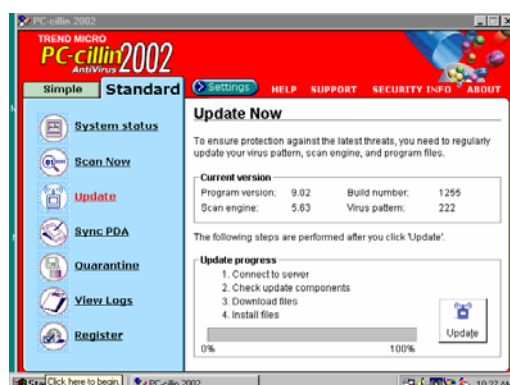 PC-cillin 2002
TREND MICRO
PC-cillin 2002
AntiVirus
Simple Standard
Settings HELP SUPPORT SECURITY INFO ABOUT
System status
Scan Now
Update
Sync PDA
Quarantine
View Logs
Register
Update Now
To ensure protection against the latest threats, you need to regularly
update your virus pattern, scan engine, and program files.
Current version
Program version: 9.02 Build number: 1255
Scan engine: 5.63 Virus pattern: 222
The following steps are performed after you click 'Update'.
Update progress
1. Connect to server
2. Check update components
3. Download files
4. Install files
Update
0% 100%
Click here to begin. PC-cillin 2002 10:27 AM